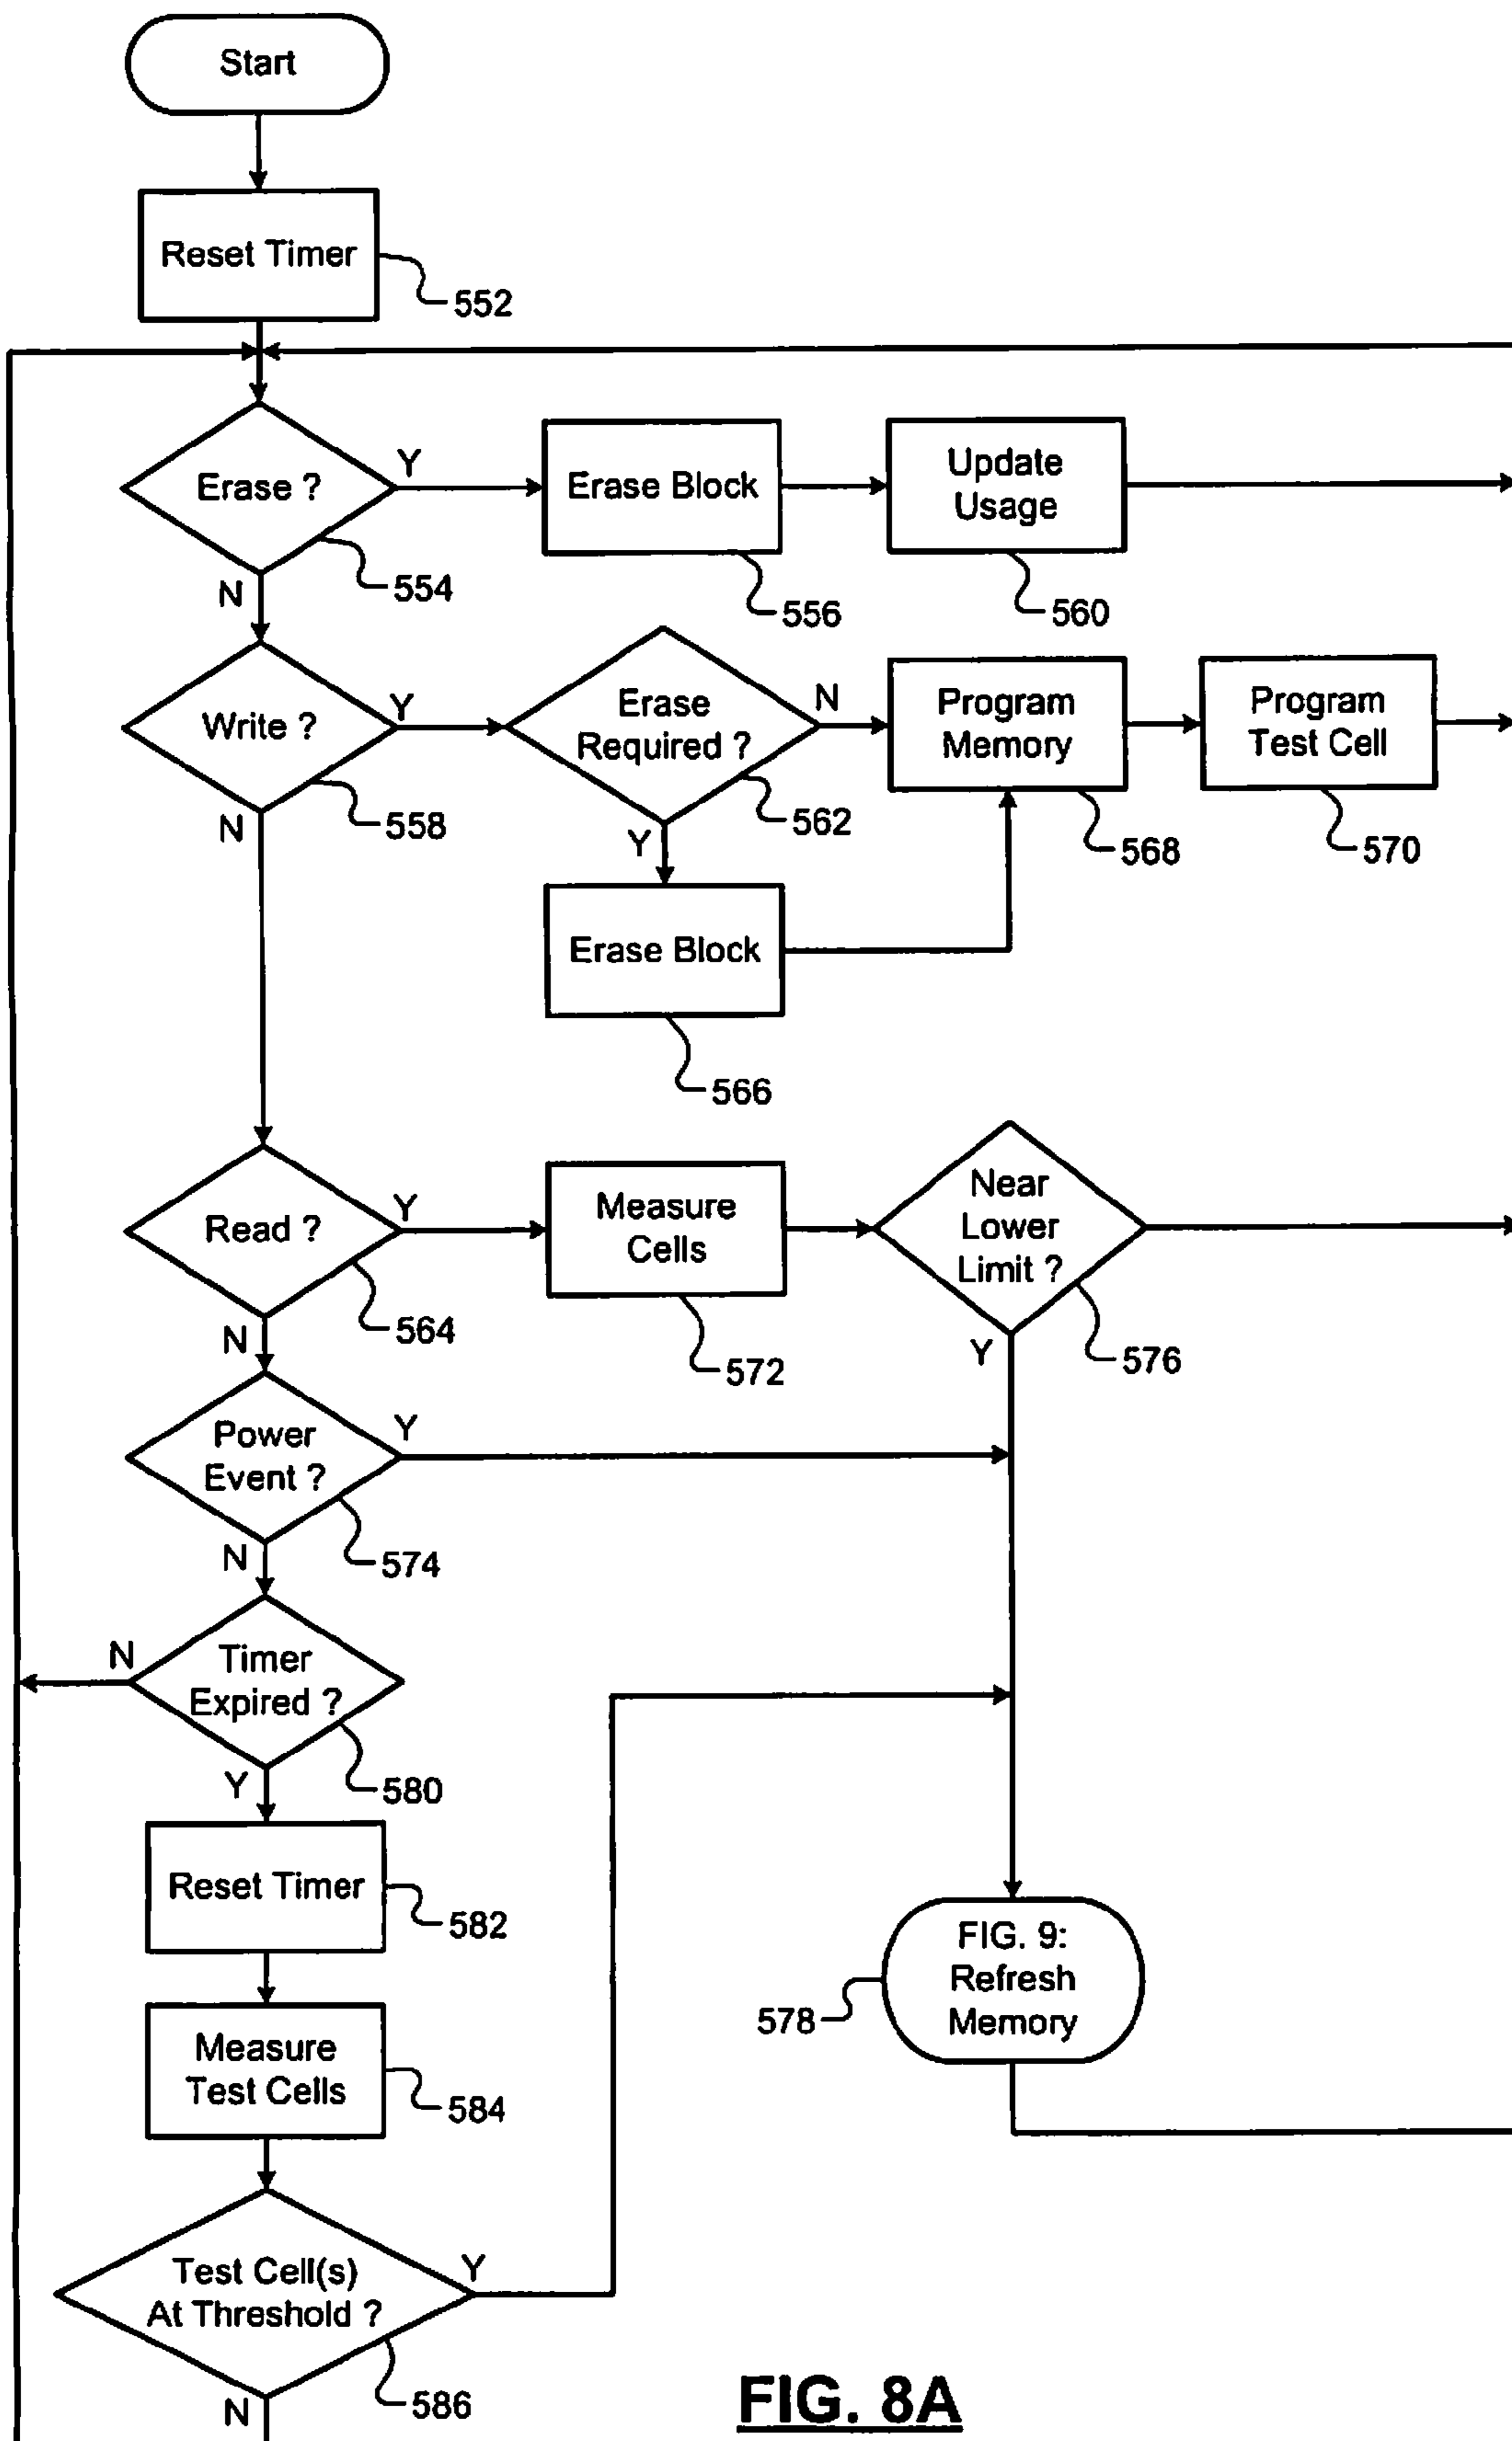 Start
Reset Timer
552
Erase ?
Y
N
554
Erase Block
556
Update
Usage
560
Write ?
Y
N
558
Erase
Required ?
N
Y
562
Program
Memory
568
Program
Test Cell
570
Erase Block
566
Read ?
Y
N
564
Measure
Cells
572
Near
Lower
Limit ?
Y
576
Power
Event ?
Y
N
574
Timer
Expired ?
N
Y
580
Reset Timer
582
Measure
Test Cells
584
FIG. 9:
Refresh
Memory
578
Test Cell(s)
At Threshold ?
Y
N
586
FIG. 8A